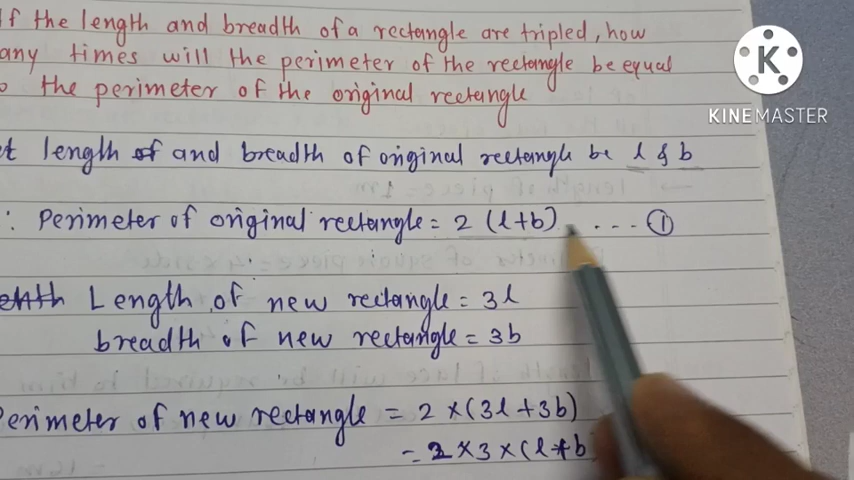 If the length and breadth of a rectangle are tripled, how
any times will the perimeter of the rectangle be equal
o the perimeter of the original rectangle
et length of and breadth of original rectangle be l & b
∴ Perimeter of original rectangle = 2 (l+b) .... ①
Length of new rectangle = 3l
breadth of new rectangle = 3b
Perimeter of new rectangle = 2 ×(3l+3b)
= 2 × 3 × (l+b
K
KINEMASTER